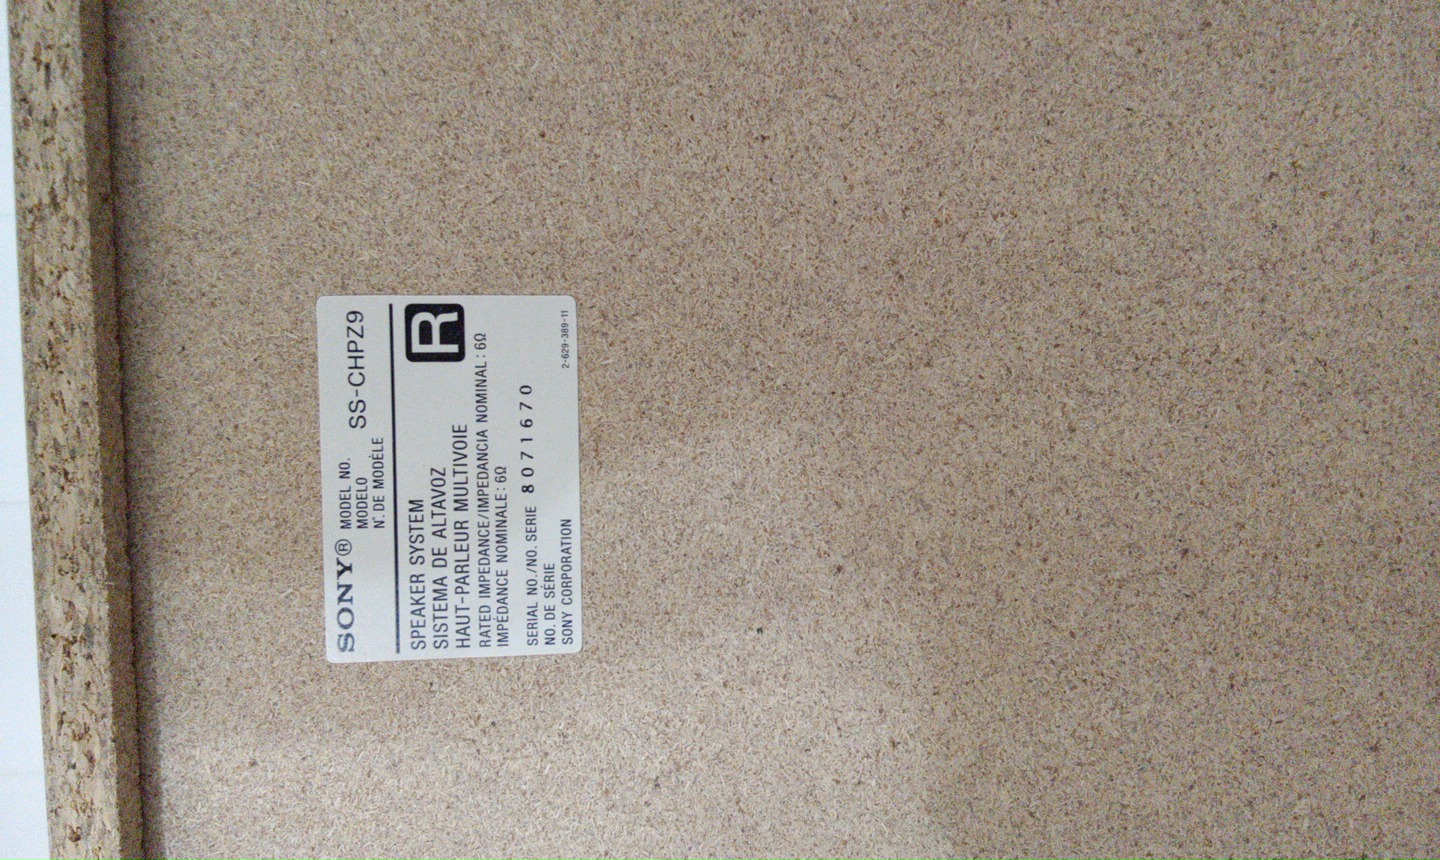 SONY® MODEL NO. SS-CHPZ9
MODELO
N°. DE MODÈLE
SPEAKER SYSTEM
SISTEMA DE ALTAVOZ
HAUT-PARLEUR MULTIVOIE
R
RATED IMPEDANCE/IMPEDANCIA NOMINAL : 6Ω
IMPÉDANCE NOMINALE : 6Ω
SERIAL NO./NO. SERIE 8071670
NO. DE SÉRIE
SONY CORPORATION 2-629-389-11